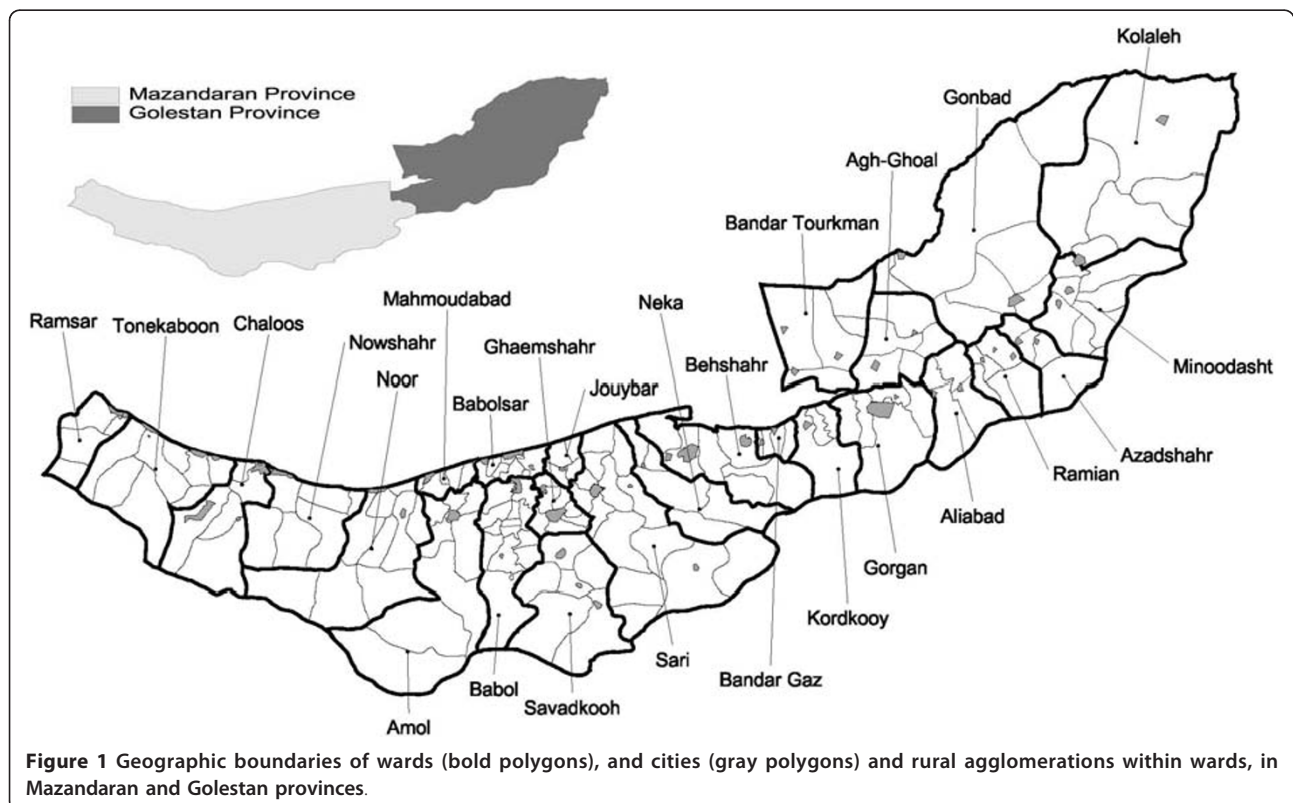 Kolaleh
Mazandaran Province
Golestan Province
Gonbad
Agh-Ghoal
Bandar Tourkman
Mahmoudabad
Neka
Ramsar
Tonekaboon
Chaloos
Nowshahr
Ghaemshahr
Behshahr
Minoodasht
Noor
Jouybar
Babolsar
Azadshahr
Ramian
Aliabad
Gorgan
Kordkooy
Sari
Bandar Gaz
Babol
Savadkooh
Amol
Figure 1 Geographic boundaries of wards (bold polygons), and cities (gray polygons) and rural agglomerations within wards, in
Mazandaran and Golestan provinces.